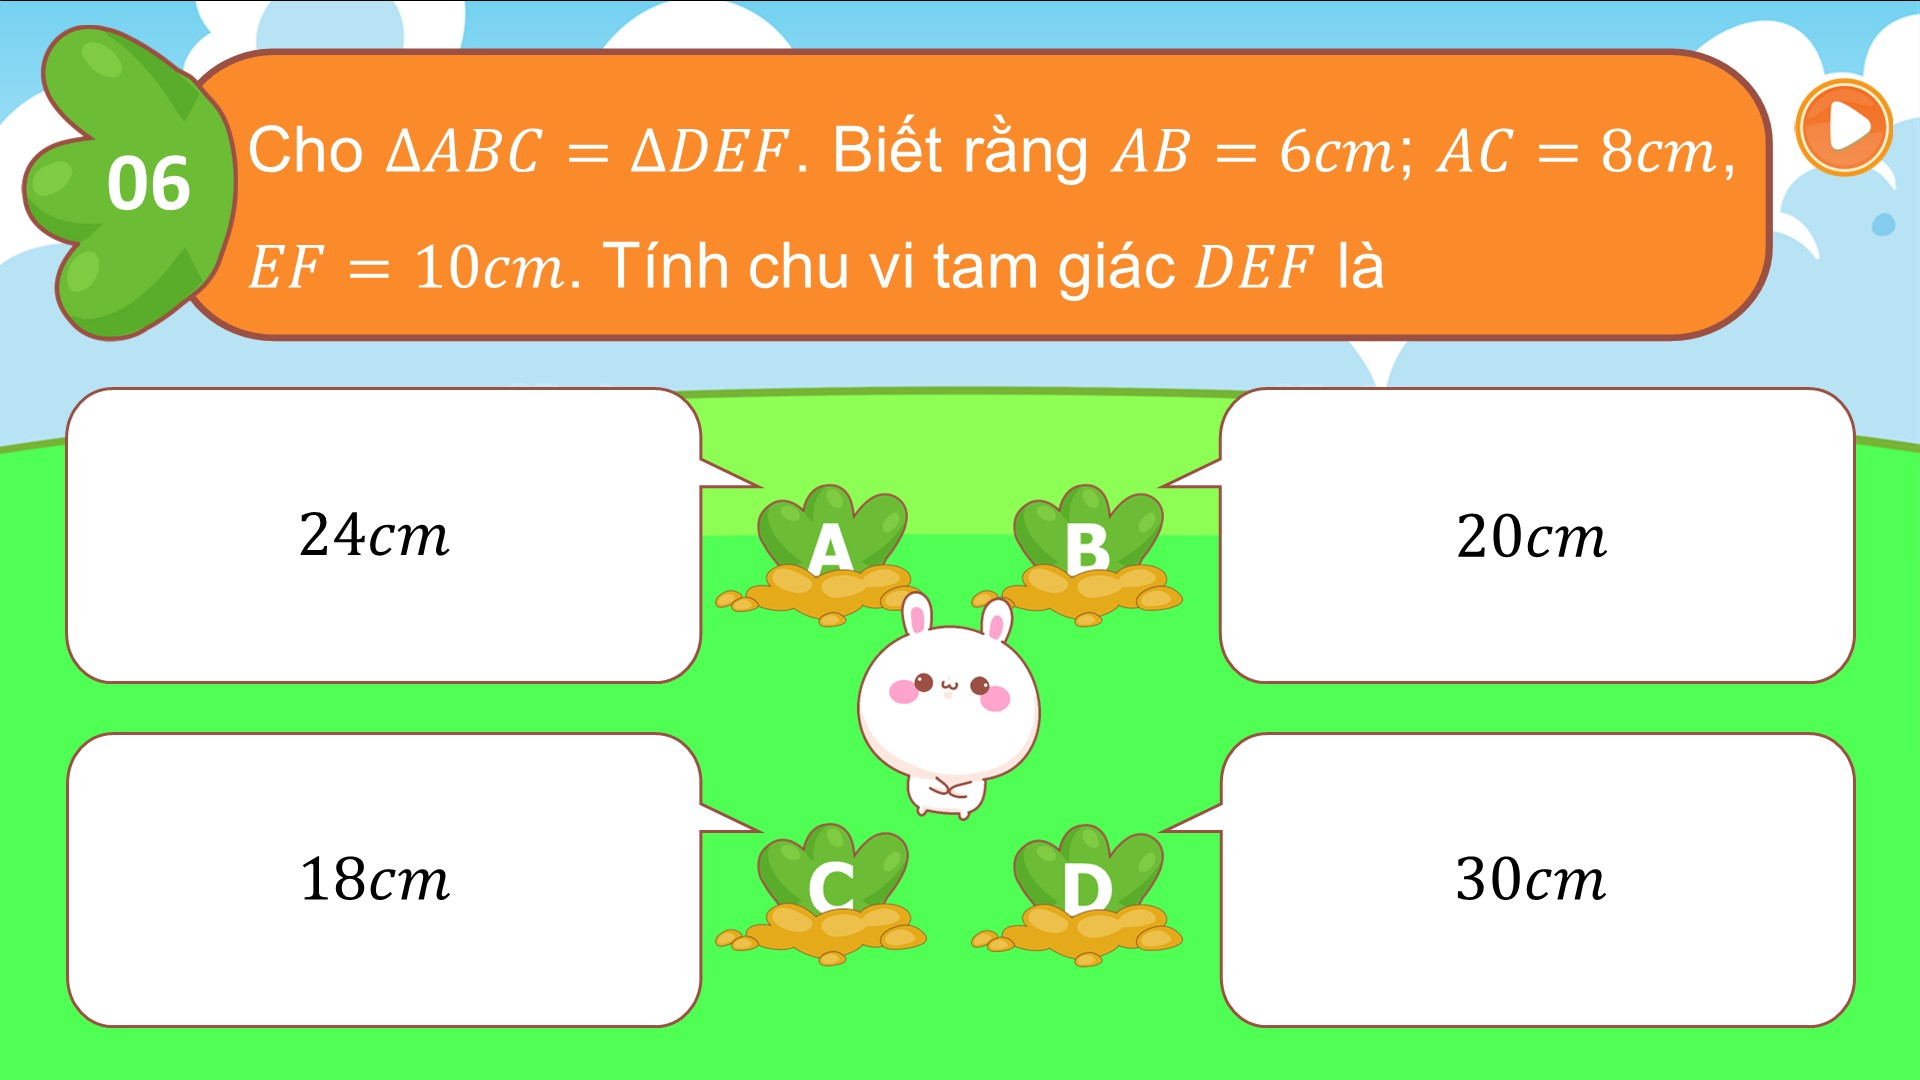 06
Cho ΔABC = ΔDEF. Biết rằng AB = 6cm; AC = 8cm,
EF = 10cm. Tính chu vi tam giác DEF là
24cm
A
B
20cm
18cm
C
D
30cm